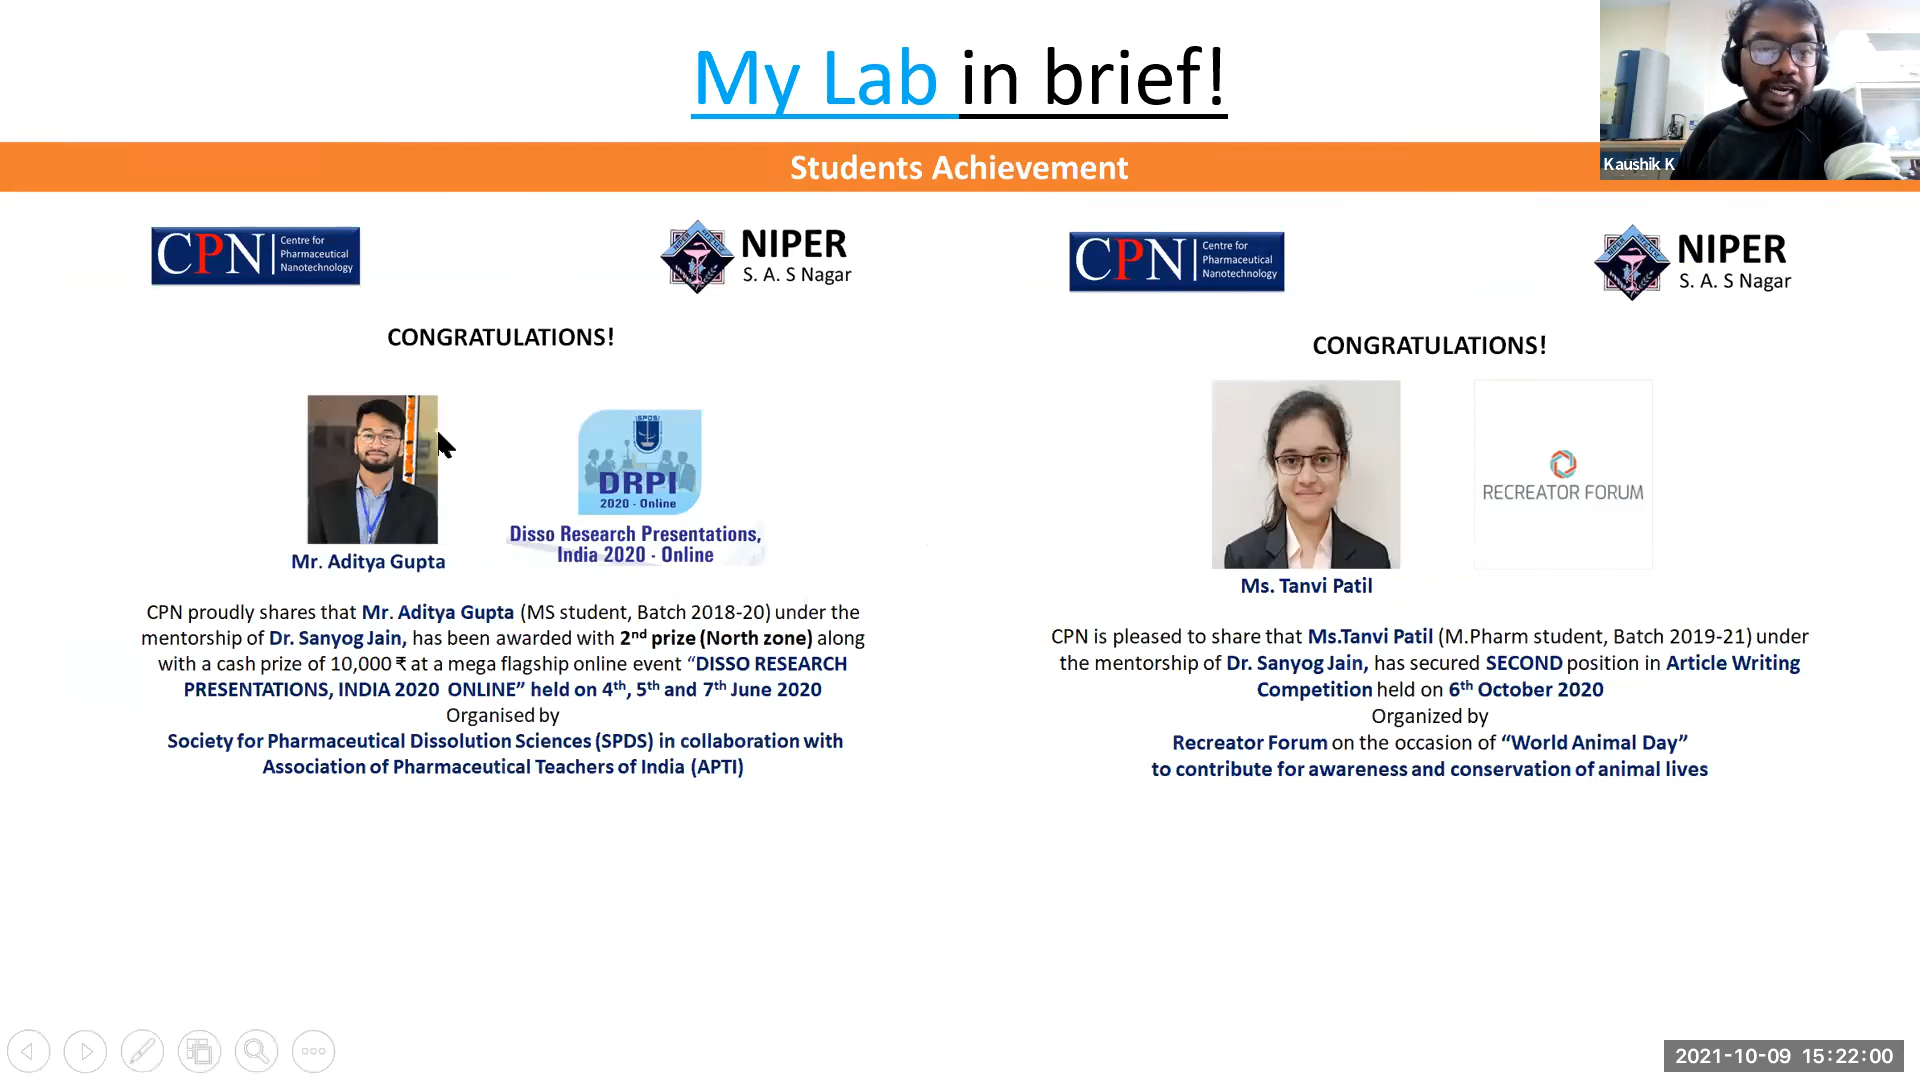 My Lab in brief!
Kaushik K
Students Achievement
CPN Centre for
Pharmaceutical
Nanotechnology
NIPER
S. A. S Nagar
CONGRATULATIONS!
SPDS
DRPI
2020 - Online
Disso Research Presentations,
India 2020 - Online
Mr. Aditya Gupta
CPN proudly shares that Mr. Aditya Gupta (MS student, Batch 2018-20) under the
mentorship of Dr. Sanyog Jain, has been awarded with 2nd prize (North zone) along
with a cash prize of 10,000 ₹ at a mega flagship online event “DISSO RESEARCH
PRESENTATIONS, INDIA 2020 ONLINE” held on 4th, 5th and 7th June 2020
Organised by
Society for Pharmaceutical Dissolution Sciences (SPDS) in collaboration with
Association of Pharmaceutical Teachers of India (APTI)
CPN Centre for
Pharmaceutical
Nanotechnology
NIPER
S. A. S Nagar
CONGRATULATIONS!
RECREATOR FORUM
Ms. Tanvi Patil
CPN is pleased to share that Ms.Tanvi Patil (M.Pharm student, Batch 2019-21) under
the mentorship of Dr. Sanyog Jain, has secured SECOND position in Article Writing
Competition held on 6th October 2020
Organized by
Recreator Forum on the occasion of “World Animal Day”
to contribute for awareness and conservation of animal lives
2021-10-09 15:22:00